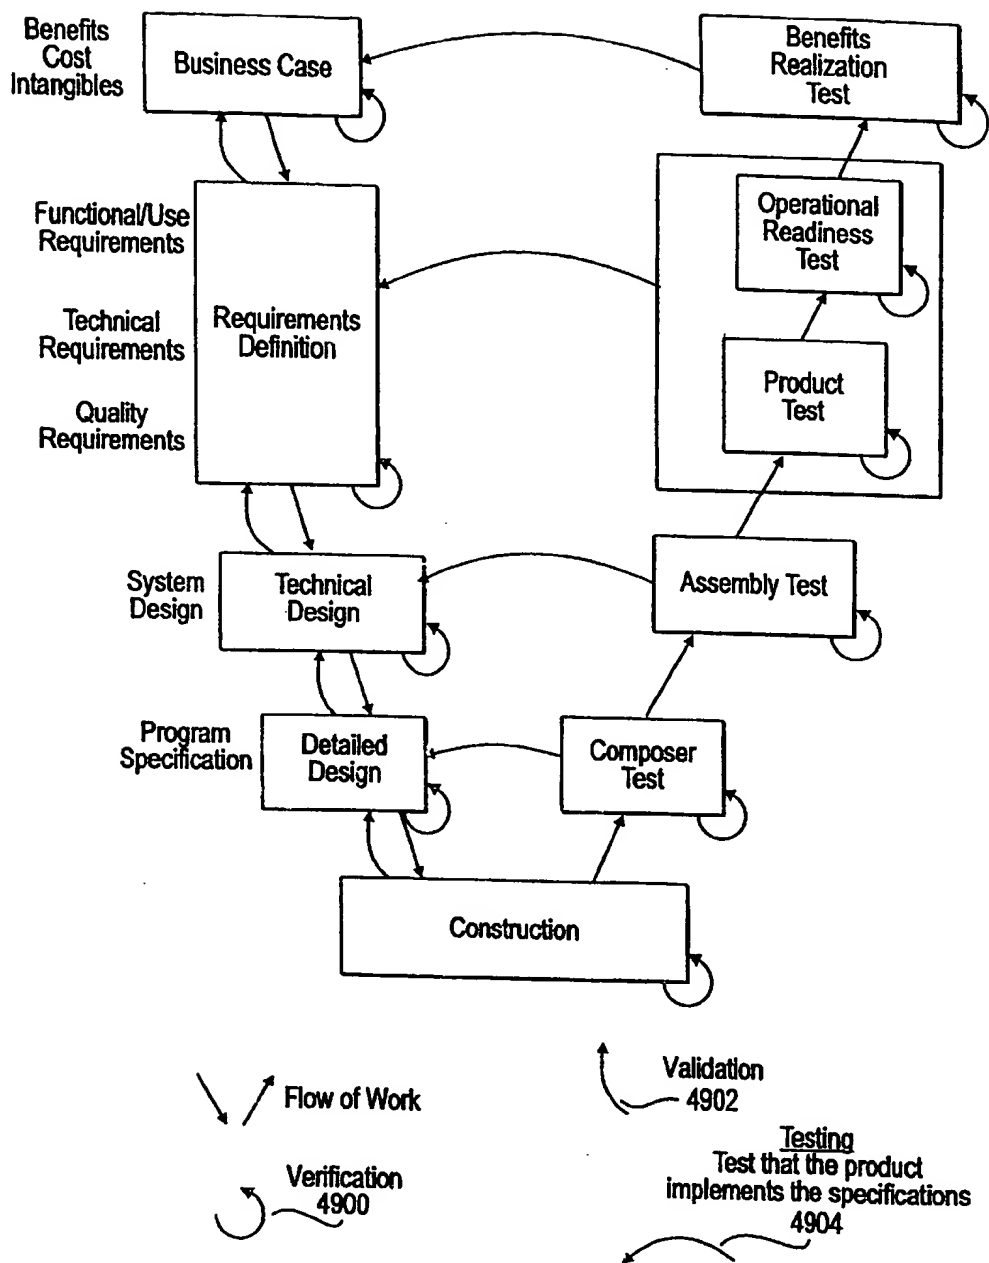 Benefits
Cost
Intangibles
Business Case
Benefits
Realization
Test
Functional/Use
Requirements
Technical
Requirements
Quality
Requirements
Requirements
Definition
Operational
Readiness
Test
Product
Test
System
Design
Technical
Design
Assembly Test
Program
Specification
Detailed
Design
Composer
Test
Construction
Flow of Work
Validation
4902
Verification
4900
Testing
Test that the product
implements the specifications
4904